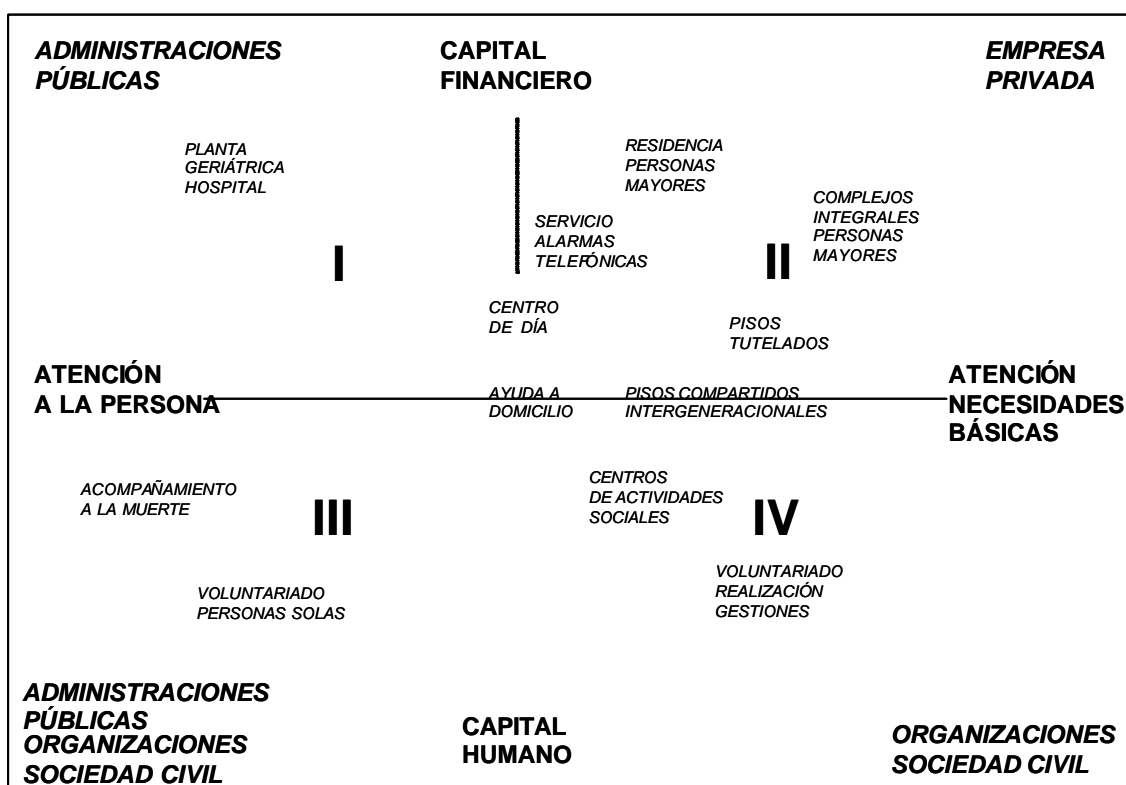 ADMINISTRACIONES
PÚBLICAS
CAPITAL
FINANCIERO
EMPRESA
PRIVADA
PLANTA
GERIÁTRICA
HOSPITAL
RESIDENCIA
PERSONAS
MAYORES
COMPLEJOS
INTEGRALES
PERSONAS
MAYORES
SERVICIO
ALARMAS
TELEFÓNICAS
I
II
CENTRO
DE DÍA
PISOS
TUTELADOS
ATENCIÓN
A LA PERSONA
AYUDA A
DOMICILIO
PISOS COMPARTIDOS
INTERGENERACIONALES
ATENCIÓN
NECESIDADES
BÁSICAS
ACOMPAÑAMIENTO
A LA MUERTE
III
CENTROS
DE ACTIVIDADES
SOCIALES
IV
VOLUNTARIADO
PERSONAS SOLAS
VOLUNTARIADO
REALIZACIÓN
GESTIONES
ADMINISTRACIONES
PÚBLICAS
ORGANIZACIONES
SOCIEDAD CIVIL
CAPITAL
HUMANO
ORGANIZACIONES
SOCIEDAD CIVIL